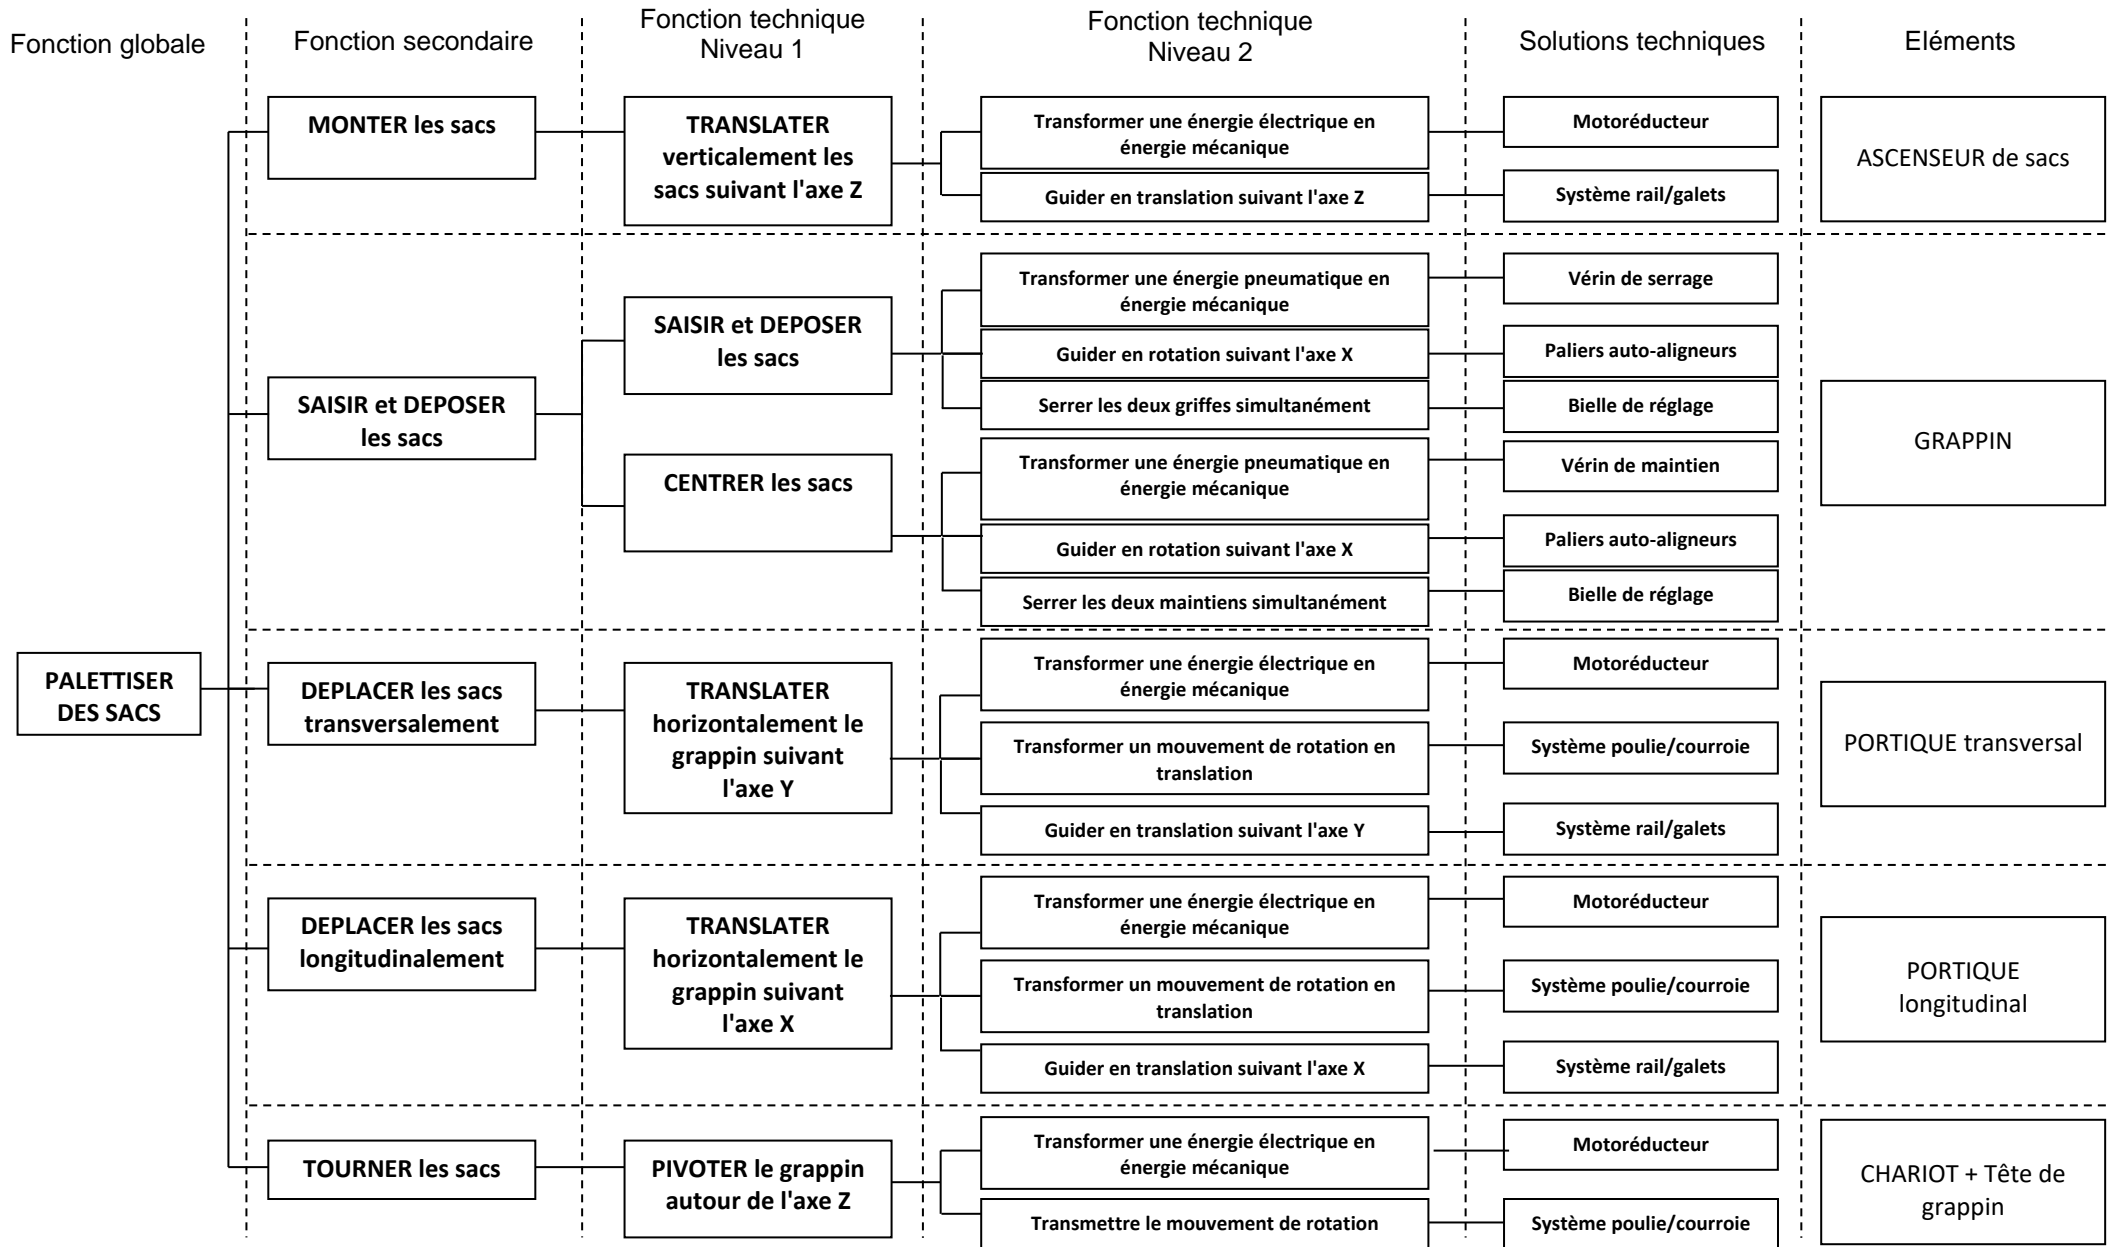 Fonction globale
Fonction secondaire
Fonction technique
Niveau 1
Fonction technique
Niveau 2
Solutions techniques
Eléments
MONTER les sacs
TRANSLATER
verticalement les
sacs suivant l'axe Z
Transformer une énergie électrique en
énergie mécanique
Motoréducteur
Guider en translation suivant l'axe Z
Système rail/galets
ASCENSEUR de sacs
SAISIR et DEPOSER
les sacs
SAISIR et DEPOSER
les sacs
Transformer une énergie pneumatique en
énergie mécanique
Vérin de serrage
Guider en rotation suivant l'axe X
Paliers auto-aligneurs
Serrer les deux griffes simultanément
Bielle de réglage
CENTRER les sacs
Transformer une énergie pneumatique en
énergie mécanique
Vérin de maintien
Guider en rotation suivant l'axe X
Paliers auto-aligneurs
Serrer les deux maintiens simultanément
Bielle de réglage
GRAPPIN
PALETTISER
DES SACS
DEPLACER les sacs
transversalement
TRANSLATER
horizontalement le
grappin suivant
l'axe Y
Transformer une énergie électrique en
énergie mécanique
Motoréducteur
Transformer un mouvement de rotation en
translation
Système poulie/courroie
Guider en translation suivant l'axe Y
Système rail/galets
PORTIQUE transversal
DEPLACER les sacs
longitudinalement
TRANSLATER
horizontalement le
grappin suivant
l'axe X
Transformer une énergie électrique en
énergie mécanique
Motoréducteur
Transformer un mouvement de rotation en
translation
Système poulie/courroie
Guider en translation suivant l'axe X
Système rail/galets
PORTIQUE
longitudinal
TOURNER les sacs
PIVOTER le grappin
autour de l'axe Z
Transformer une énergie électrique en
énergie mécanique
Motoréducteur
Transmettre le mouvement de rotation
Système poulie/courroie
CHARIOT + Tête de
grappin